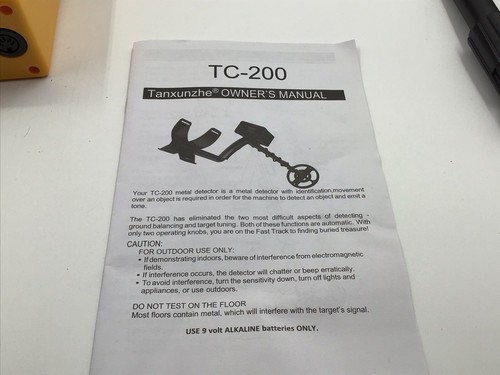 TC-200
Tanxunzhe® OWNER'S MANUAL
Your TC-200 metal detector is a metal detector with identification,movement
over an object is required in order for the machine to detect an object and emit a
tone.
The TC-200 has eliminated the two most difficult aspects of detecting -
ground balancing and target tuning. Both of these functions are automatic. With
only two operating knobs, you are on the Fast Track to finding buried treasure!
CAUTION:
FOR OUTDOOR USE ONLY:
• If demonstrating indoors, beware of interference from electromagnetic
fields.
• If interference occurs, the detector will chatter or beep erratically.
• To avoid interference, turn the sensitivity down, turn off lights and
appliances, or use outdoors.
DO NOT TEST ON THE FLOOR
Most floors contain metal, which will interfere with the target's signal.
USE 9 volt ALKALINE batteries ONLY.